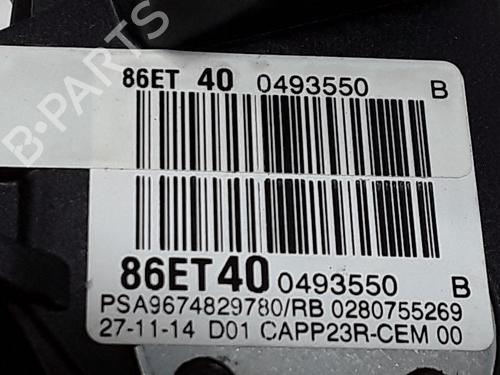 B-PARTS
86ET 40 0493550 B
86ET40 0493550 B
PSA9674829780/RB 0280755269
27-11-14 D01 CAPP23R-CEM 00